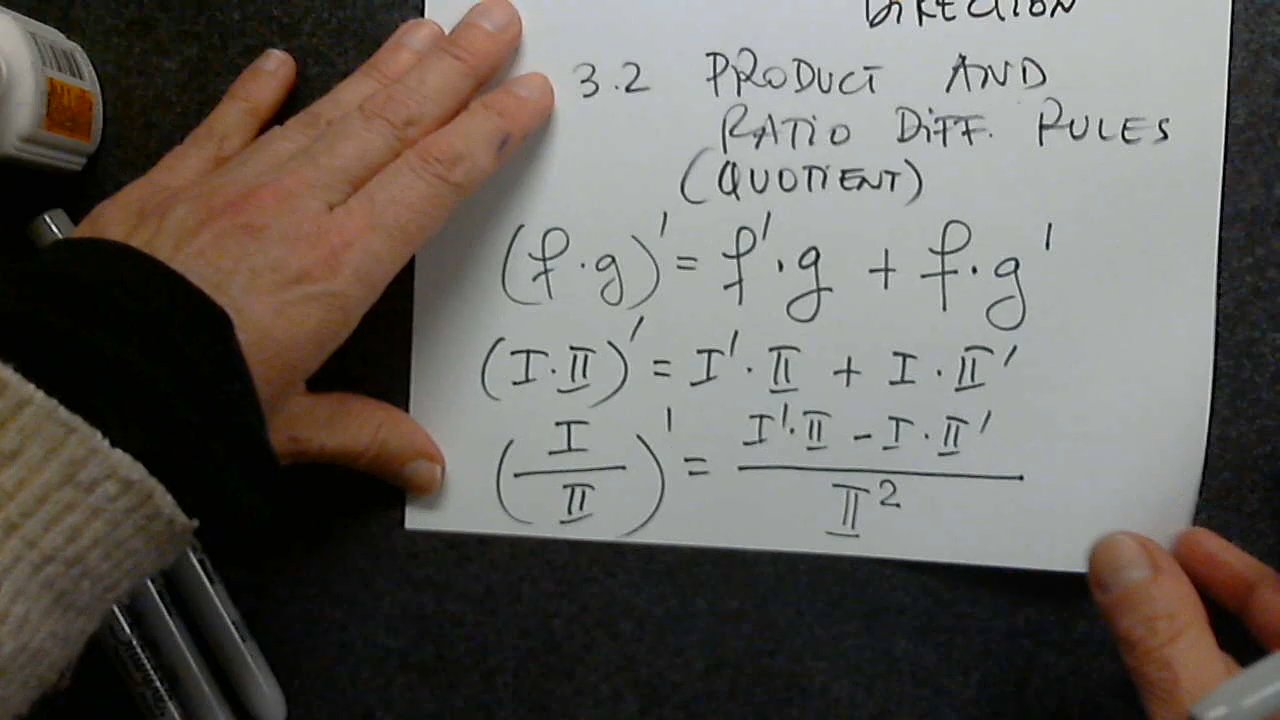 DIRECTION
3.2 PRODUCT AND
RATIO DIFF. RULES
(QUOTIENT)
(f·g)' = f'·g + f·g'
(I·II)' = I'·II + I·II'
(I/II)' = (I'·II - I·II')/II²